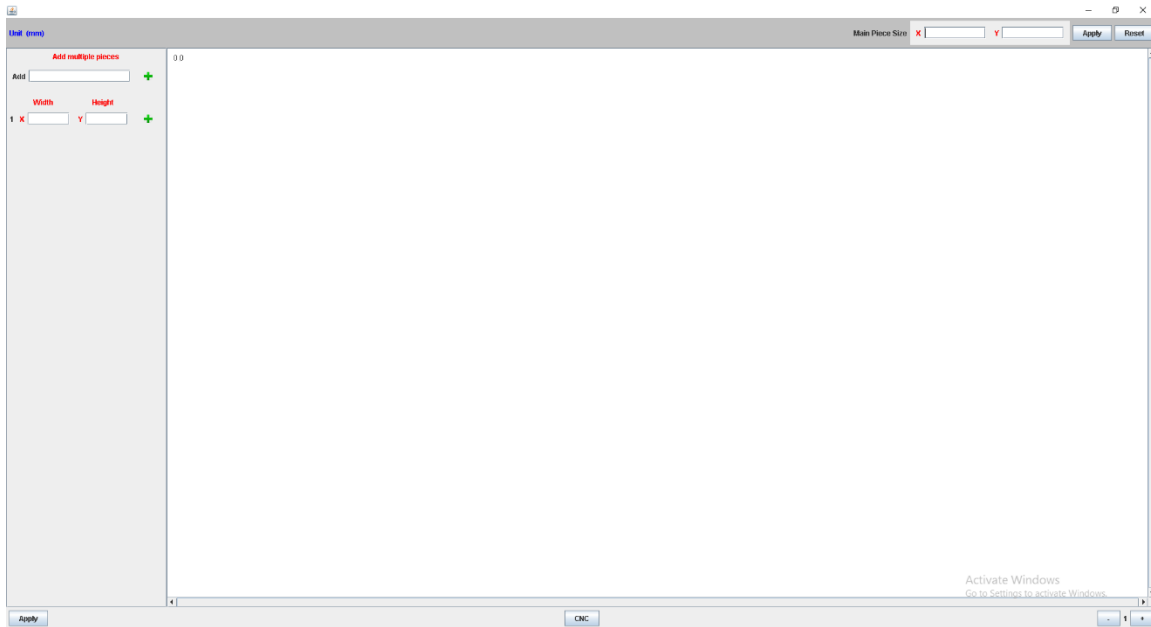 Unit (mm)
Main Piece Size X Y Apply Reset
Add multiple pieces
Add
Width Height
1 X Y
0 0
Activate Windows
Go to Settings to activate Windows.
Apply CNC - 1 +